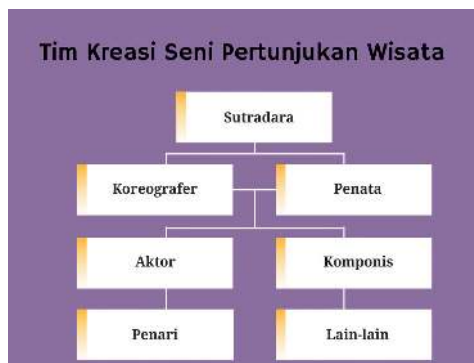 Tim Kreasi Seni Pertunjukan Wisata
Sutradara
Koreografer
Penata
Aktor
Komponis
Penari
Lain-lain